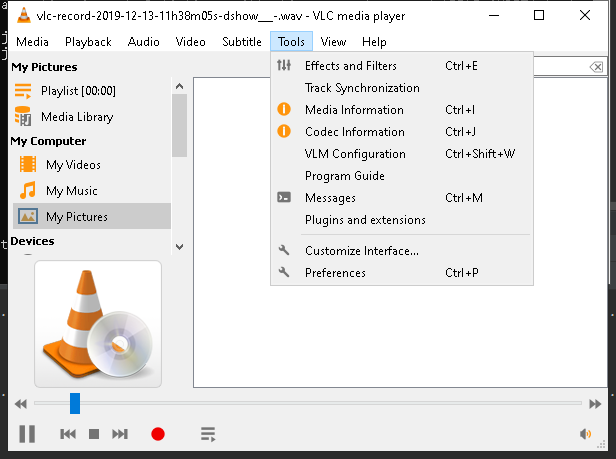 vlc-record-2019-12-13-11h38m05s-dshow___-.wav - VLC media player
Media Playback Audio Video Subtitle Tools View Help
My Pictures
Playlist [00:00]
Media Library
My Computer
My Videos
My Music
My Pictures
Devices
Effects and Filters Ctrl+E
Track Synchronization
Media Information Ctrl+I
Codec Information Ctrl+J
VLM Configuration Ctrl+Shift+W
Program Guide
Messages Ctrl+M
Plugins and extensions
Customize Interface...
Preferences Ctrl+P